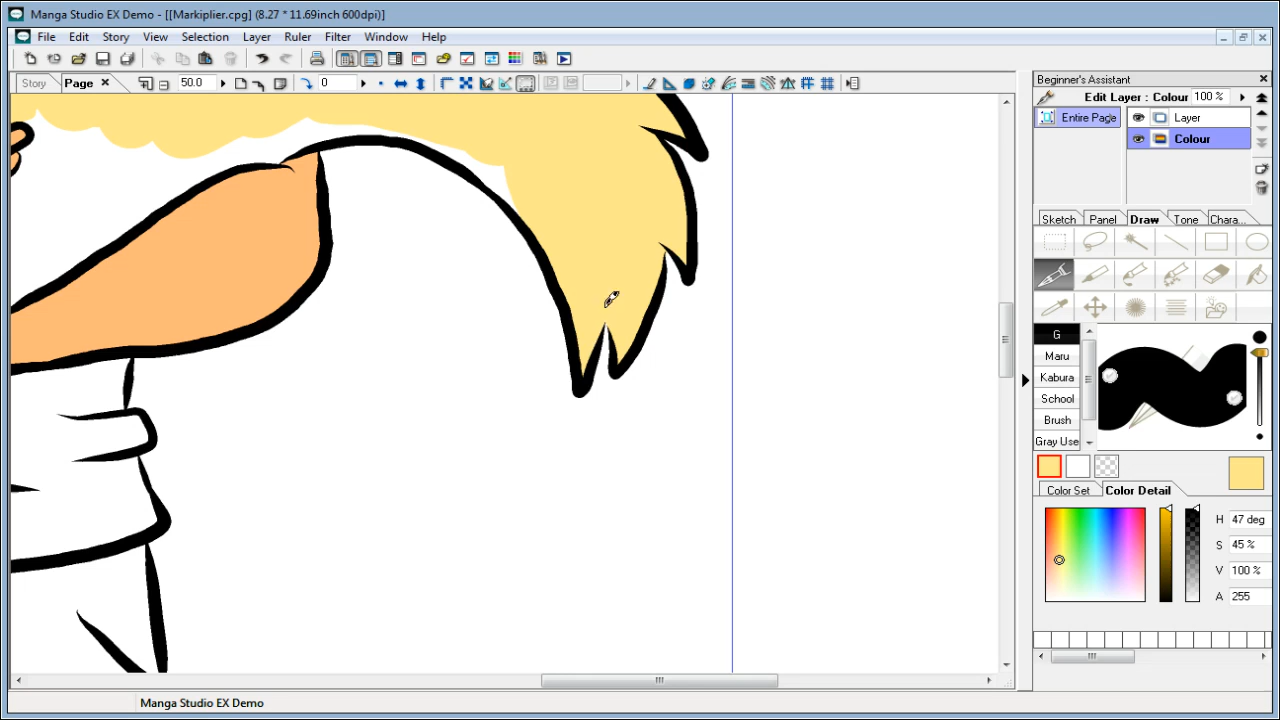 Manga Studio EX Demo - [[Markiplier.cpg] (8.27 * 11.69inch 600dpi)]
File Edit Story View Selection Layer Ruler Filter Window Help
Story Page 50.0 0
Beginner's Assistant
Edit Layer : Colour 100 %
Entire Page
Layer
Colour
Sketch Panel Draw Tone Chara...
G
Maru
Kabura
School
Brush
Gray Use
Color Set Color Detail
H 47 deg
S 45 %
V 100 %
A 255
Manga Studio EX Demo